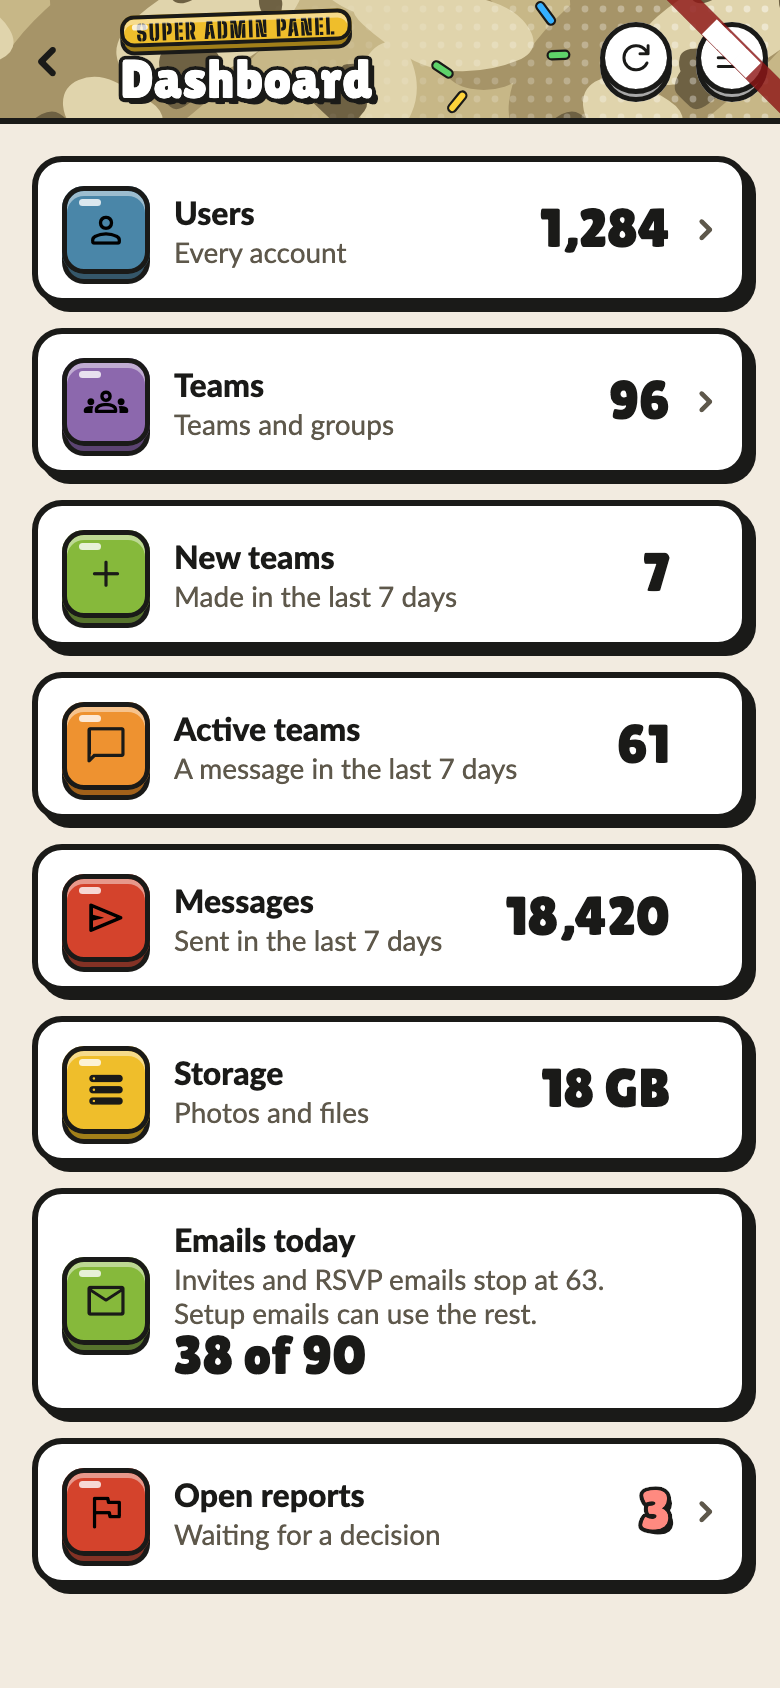 SUPER ADMIN PANEL
Dashboard
Users
Every account
1,284
Teams
Teams and groups
96
New teams
Made in the last 7 days
7
Active teams
A message in the last 7 days
61
Messages
Sent in the last 7 days
18,420
Storage
Photos and files
18 GB
Emails today
Invites and RSVP emails stop at 63.
Setup emails can use the rest.
38 of 90
Open reports
Waiting for a decision
3